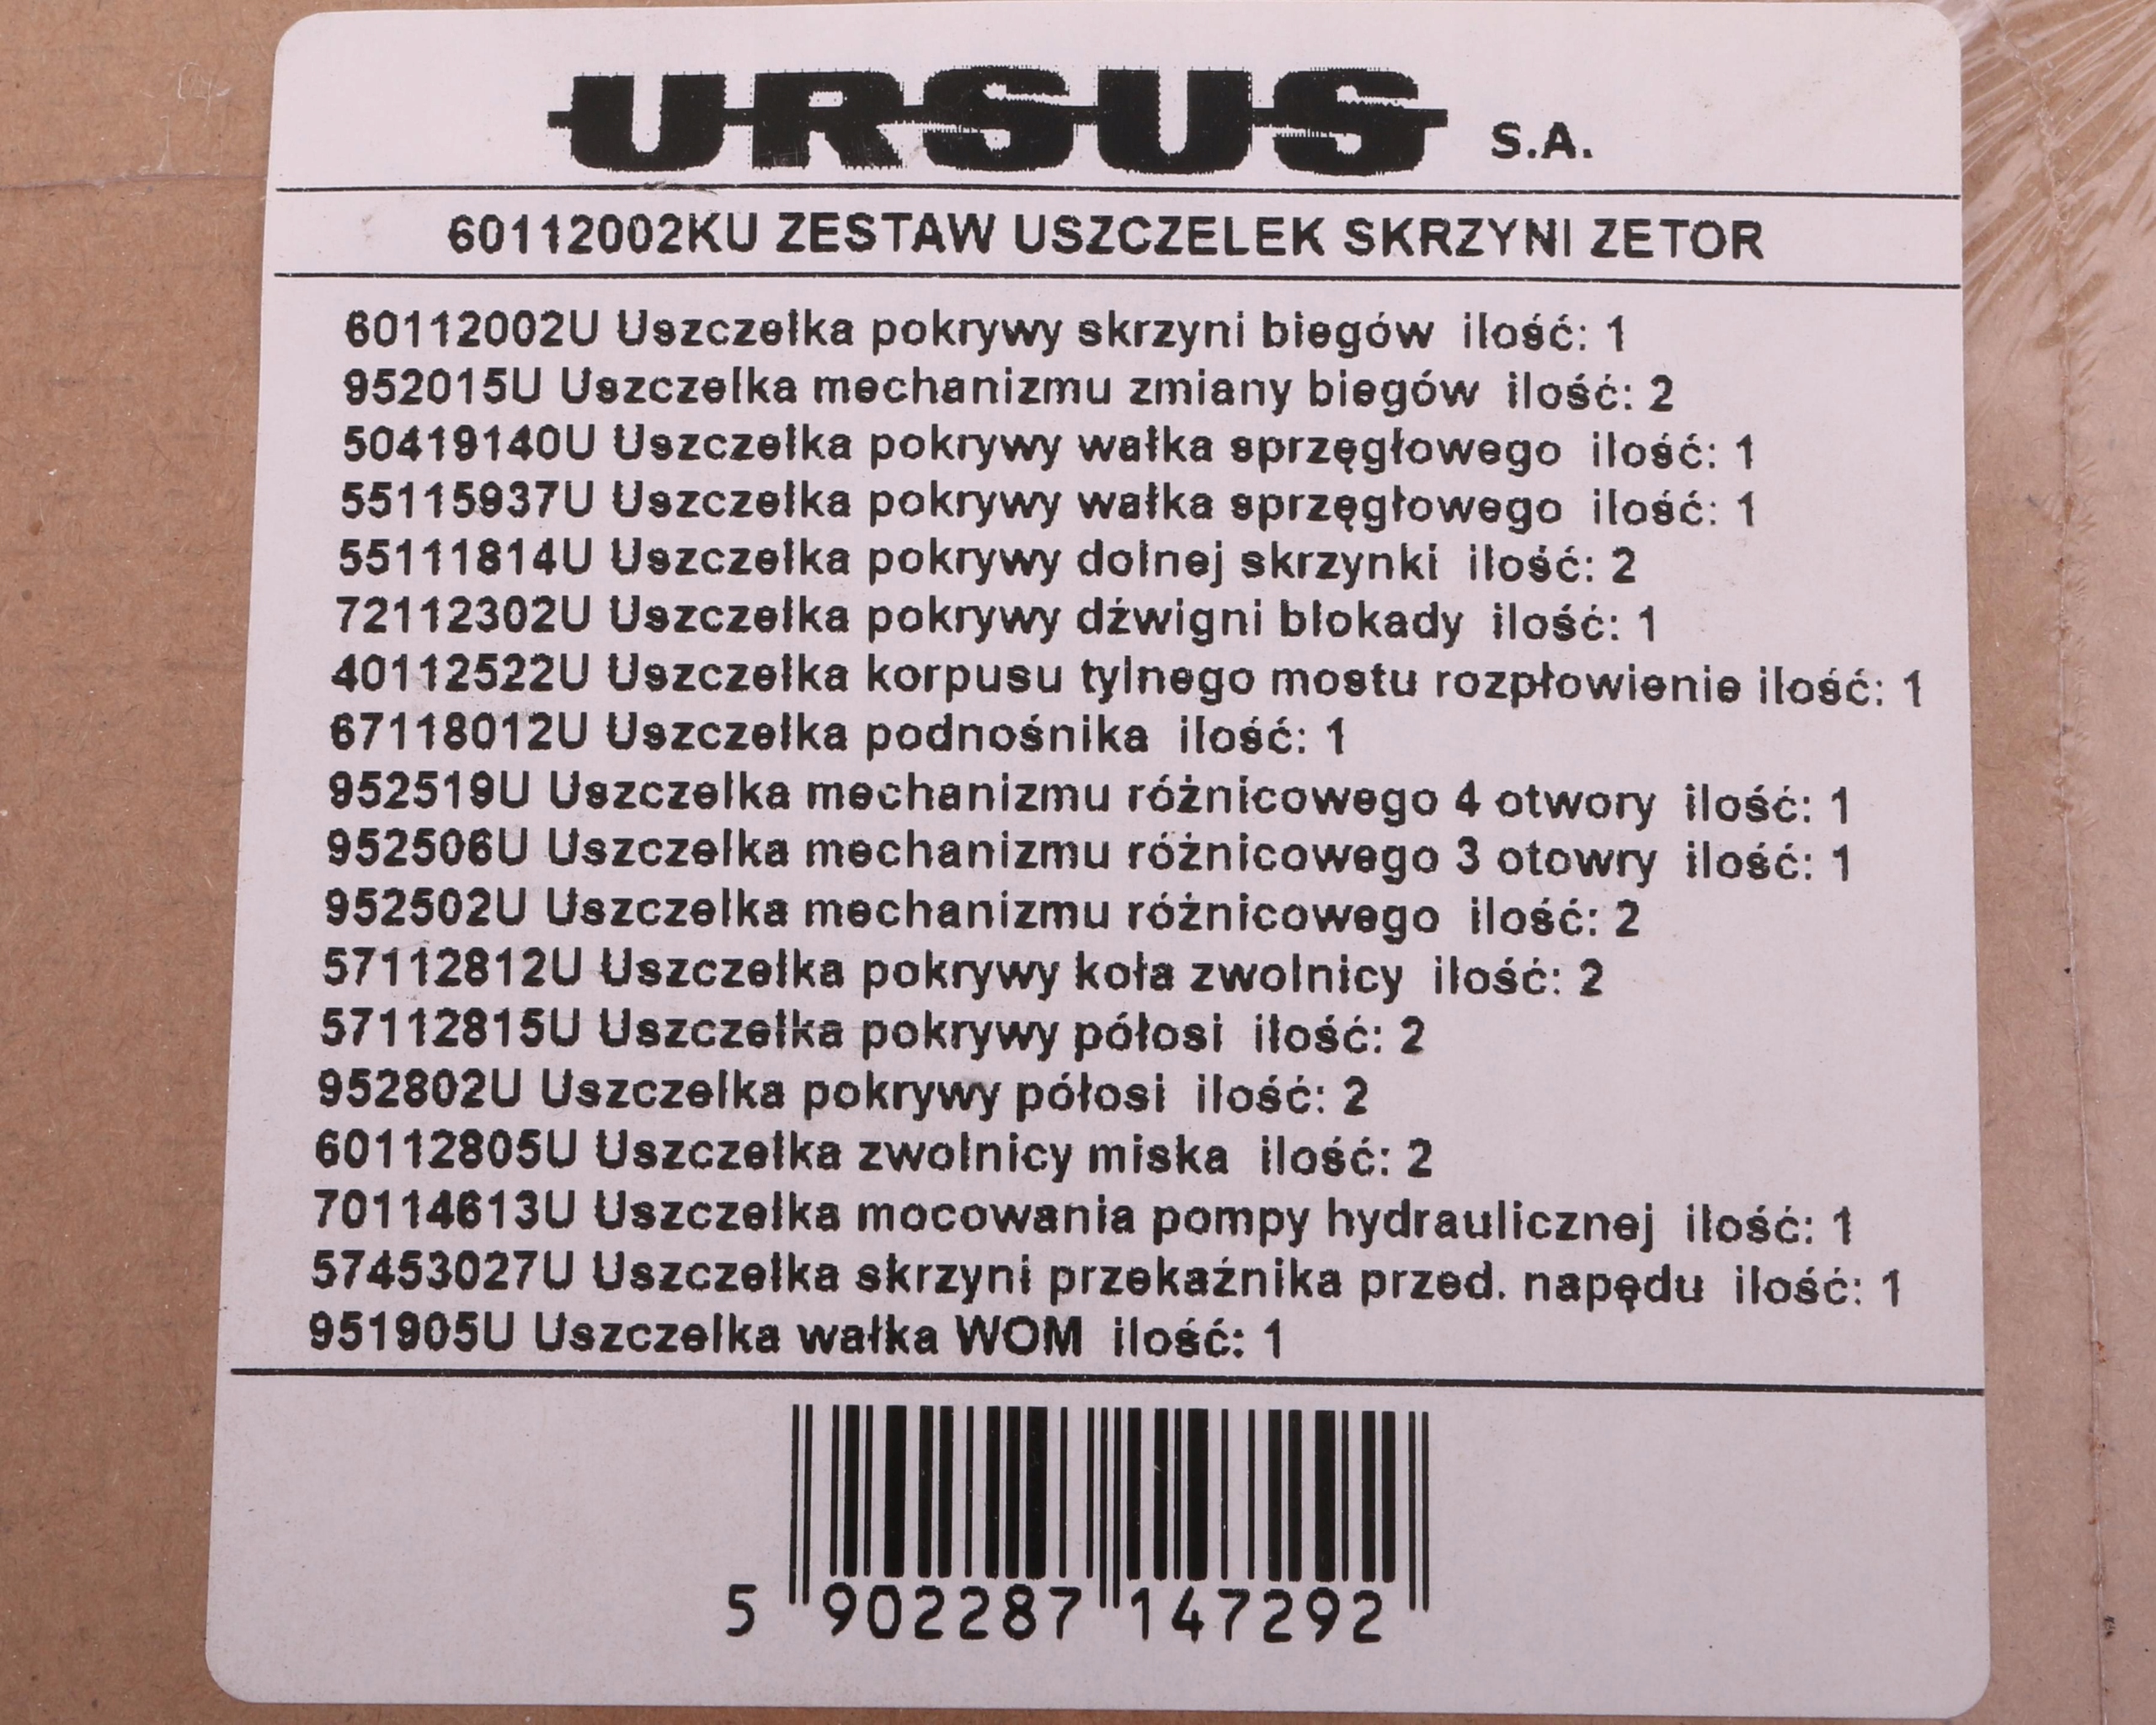 URSUS S.A.
60112002KU ZESTAW USZCZELEK SKRZYNI ZETOR
60112002U Uszczelka pokrywy skrzyni biegów ilość: 1
952015U Uszczelka mechanizmu zmiany biegów ilość: 2
50419140U Uszczelka pokrywy wałka sprzęgłowego ilość: 1
55115937U Uszczelka pokrywy wałka sprzęgłowego ilość: 1
55111814U Uszczelka pokrywy dolnej skrzynki ilość: 2
72112302U Uszczelka pokrywy dźwigni blokady ilość: 1
40112522U Uszczelka korpusu tylnego mostu rozpłowienie ilość: 1
67118012U Uszczelka podnośnika ilość: 1
952519U Uszczelka mechanizmu różnicowego 4 otwory ilość: 1
952506U Uszczelka mechanizmu różnicowego 3 otowry ilość: 1
952502U Uszczelka mechanizmu różnicowego ilość: 2
57112812U Uszczelka pokrywy koła zwolnicy ilość: 2
57112815U Uszczelka pokrywy półosi ilość: 2
952802U Uszczelka pokrywy półosi ilość: 2
60112805U Uszczelka zwolnicy miska ilość: 2
70114613U Uszczelka mocowania pompy hydraulicznej ilość: 1
57453027U Uszczelka skrzyni przekaźnika przed. napędu ilość: 1
951905U Uszczelka wałka WOM ilość: 1
5 902287 147292